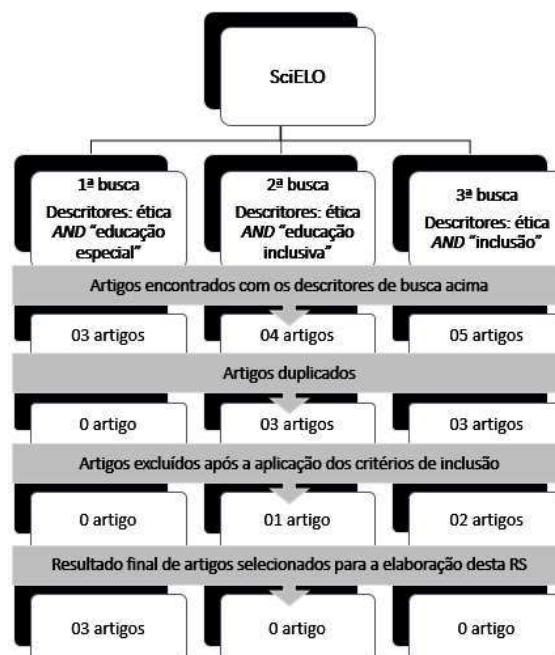 SciELO
1ª busca
Descritores: ética
AND “educação
especial”
2ª busca
Descritores: ética
AND “educação
inclusiva”
3ª busca
Descritores: ética
AND “inclusão”
Artigos encontrados com os descritores de busca acima
03 artigos
04 artigos
05 artigos
Artigos duplicados
0 artigo
03 artigos
03 artigos
Artigos excluídos após a aplicação dos critérios de inclusão
0 artigo
01 artigo
02 artigos
Resultado final de artigos selecionados para a elaboração desta RS
03 artigos
0 artigo
0 artigo